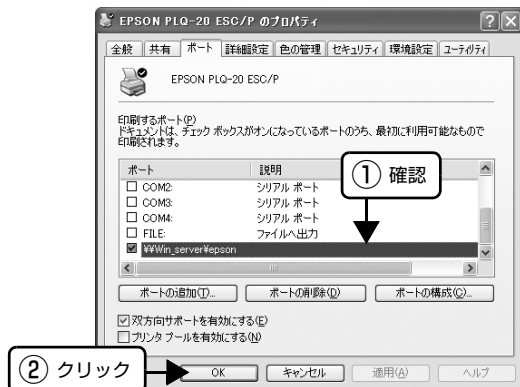 EPSON PLQ-20 ESC/P のプロパティ
全般 共有 ポート 詳細設定 色の管理 セキュリティ 環境設定 ユーティリティ
EPSON PLQ-20 ESC/P
印刷するポート(P)
ドキュメントは、チェック ボックスがオンになっているポートのうち、最初に利用可能なもので
印刷されます。
ポート 説明
① 確認
COM2: シリアル ポート
COM3: シリアル ポート
COM4: シリアル ポート
FILE: ファイルへ出力
¥¥Win_server¥epson
ポートの追加(T)... ポートの削除(D) ポートの構成(C)...
双方向サポートを有効にする(E)
プリンタ プールを有効にする(N)
② クリック
OK キャンセル 適用(A) ヘルプ